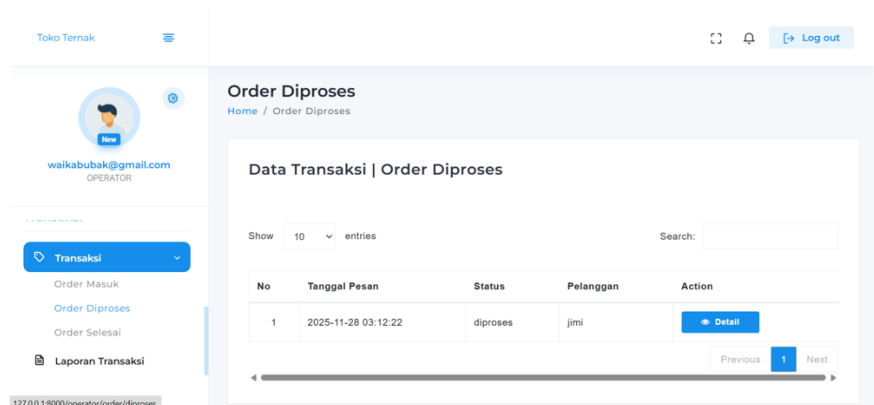 Toko Ternak
Log out
New
waikabubak@gmail.com
OPERATOR
Transaksi
Order Masuk
Order Diproses
Order Selesai
Laporan Transaksi
127.0.0.1:8000/operator/order/diproses
Order Diproses
Home / Order Diproses
Data Transaksi | Order Diproses
Show 10 entries Search:
No Tanggal Pesan Status Pelanggan Action
1 2025-11-28 03:12:22 diproses jimi Detail
Previous 1 Next